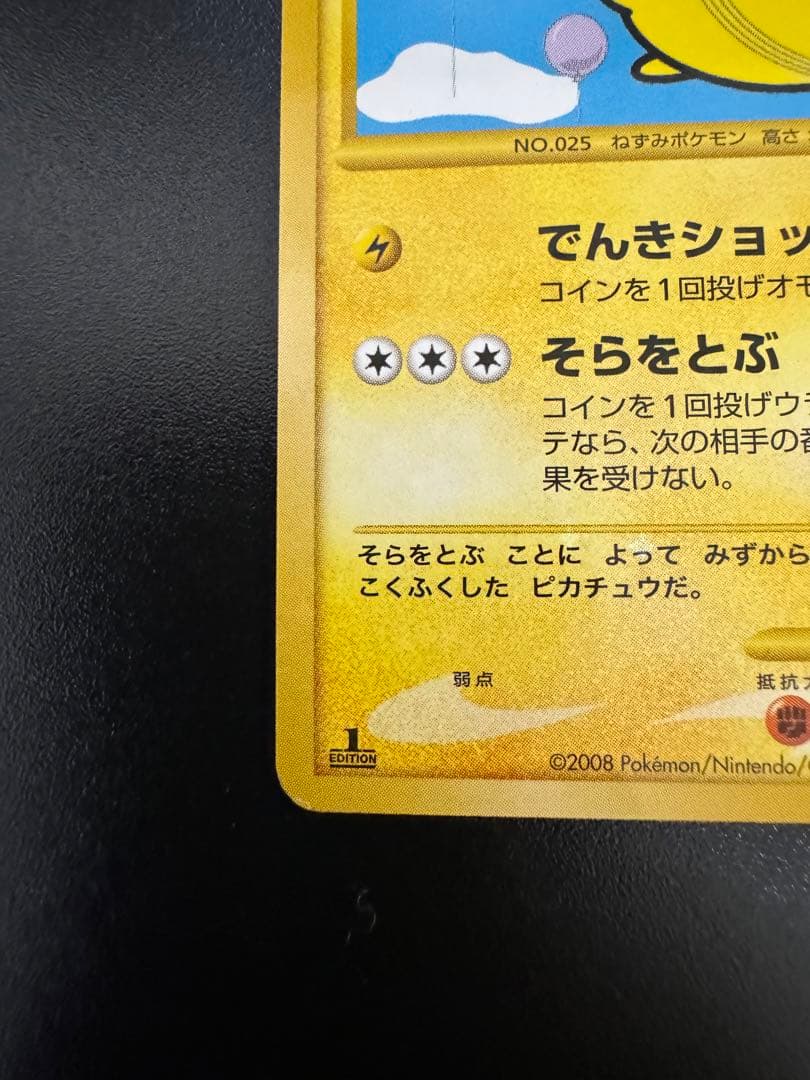 NO.025 ねずみポケモン 高さ
でんきショッ
コインを1回投げオモ
そらをとぶ
コインを1回投げウラ
テなら、次の相手の番
果を受けない。
そらをとぶ ことに よって みずから
こくふくした ピカチュウだ。
弱点
抵抗力
1
EDITION
©2008 Pokémon/Nintendo/